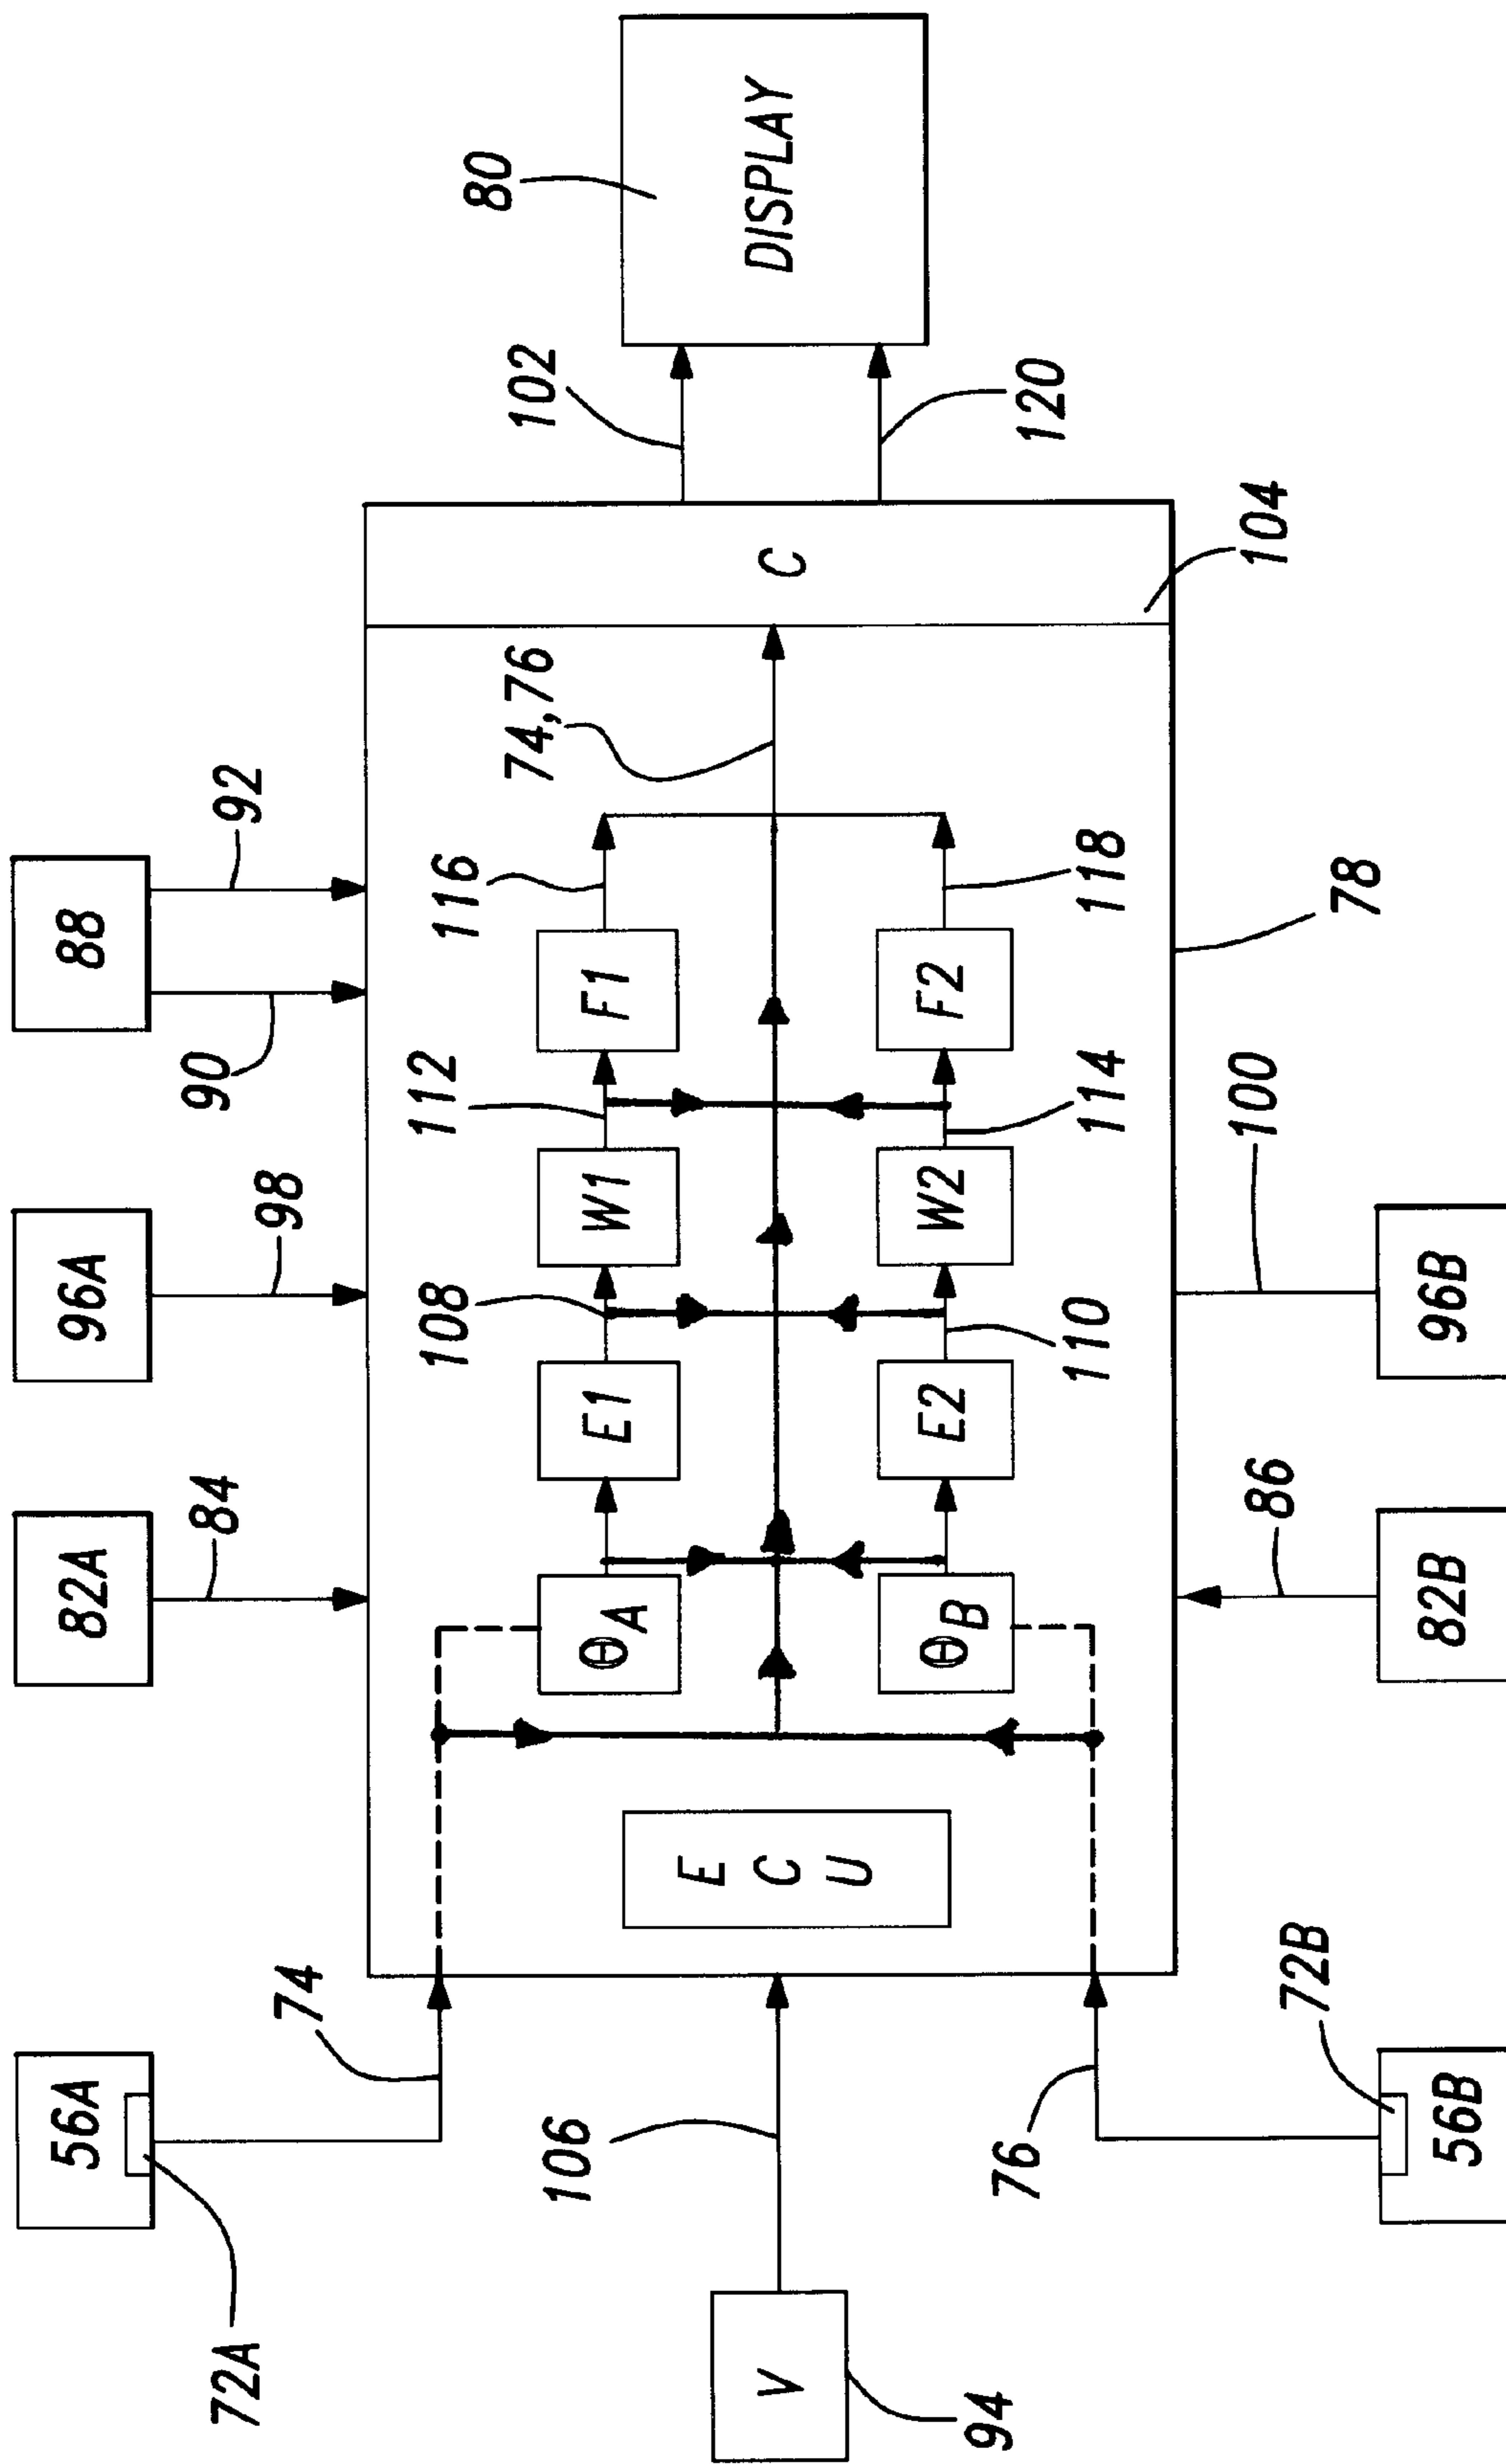 56A
72A
74
82A
84
96A
98
88
90
92
V
94
106
76
72B
56B
82B
86
96B
100
78
E
C
U
θA
θB
E1
E2
108
110
W1
W2
112
114
F1
F2
116
118
74,76
C
104
102
120
80
DISPLAY